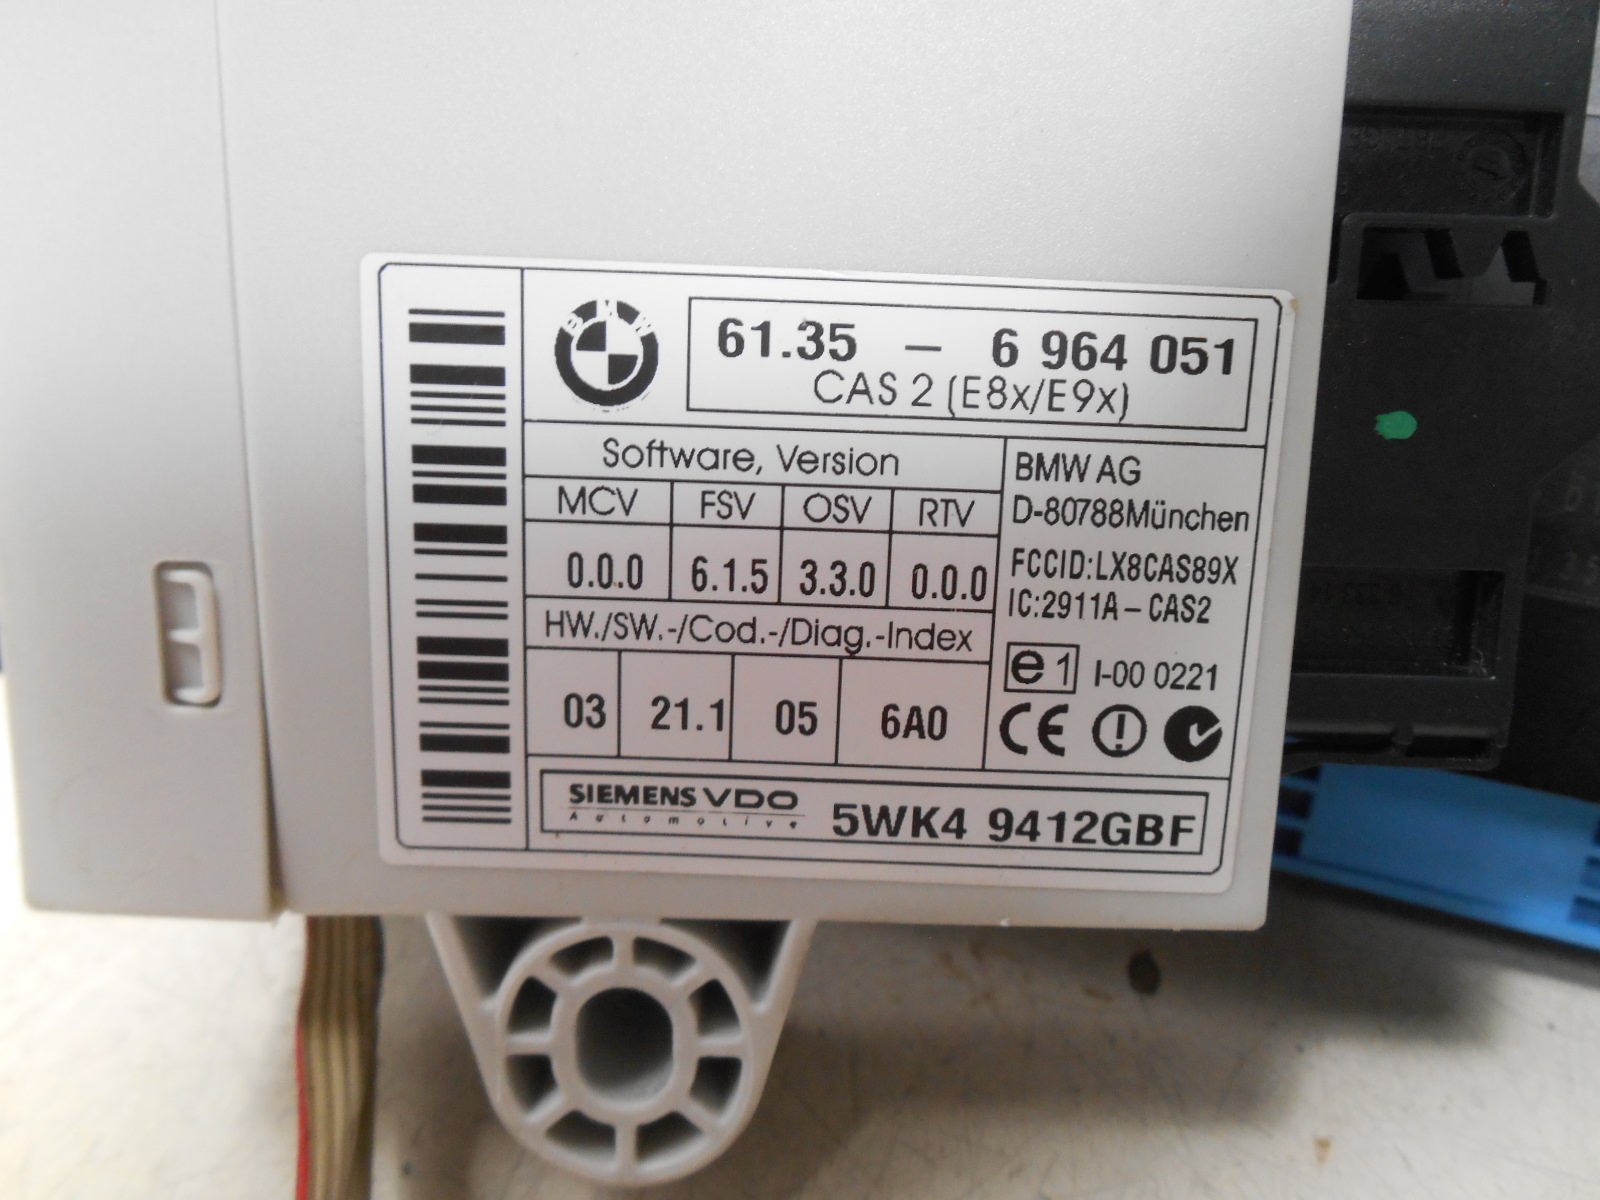 BMW
61.35 – 6 964 051
CAS 2 (E8x/E9x)
Software, Version
MCV FSV OSV RTV
0.0.0 6.1.5 3.3.0 0.0.0
HW./SW.-/Cod.-/Diag.-Index
03 21.1 05 6A0
BMW AG
D-80788München
FCCID:LX8CAS89X
IC:2911A – CAS2
e1 I-00 0221
CE
SIEMENS VDO
Automotive
5WK4 9412GBF